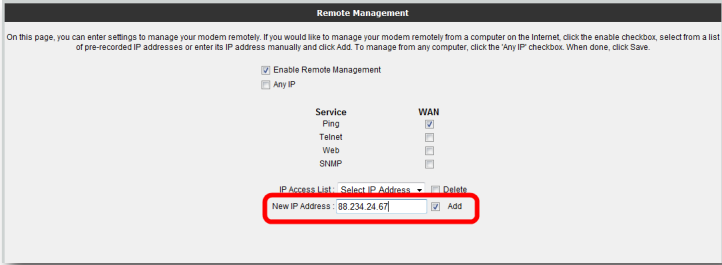 Remote Management
On this page, you can enter settings to manage your modem remotely. If you would like to manage your modem remotely from a computer on the Internet, click the enable checkbox, select from a list
of pre-recorded IP addresses or enter its IP address manually and click Add. To manage from any computer, click the 'Any IP' checkbox. When done, click Save.
Enable Remote Management
Any IP
Service WAN
Ping
Telnet
Web
SNMP
IP Access List : Select IP Address Delete
New IP Address : 88.234.24.67 Add